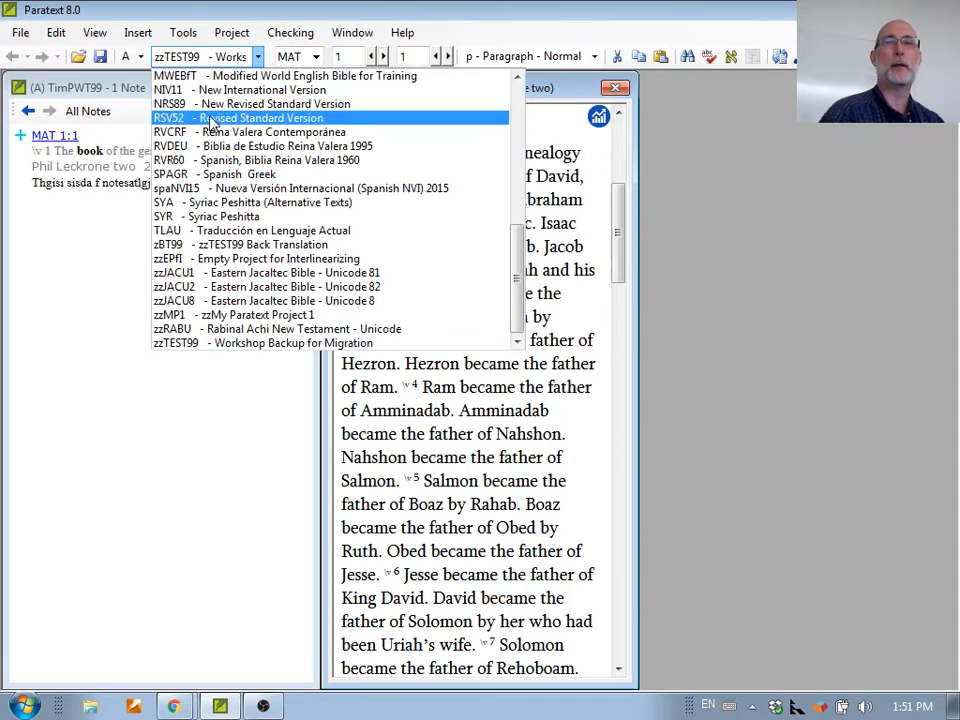 Paratext 8.0
File Edit View Insert Tools Project Checking Window Help
A zzTEST99 - Works MAT 1 1 p - Paragraph - Normal
(A) TimPWT99 - 1 Note
two)
All Notes
MAT 1:1
\v 1 The book of the ge
Phil Leckrone two 2
Thgisi sisda f notesatlgj
MWEBfT - Modified World English Bible for Training
NIV11 - New International Version
NRS89 - New Revised Standard Version
RSV52 - Revised Standard Version
RVCRF - Reina Valera Contemporánea
RVDEU - Biblia de Estudio Reina Valera 1995
RVR60 - Spanish, Biblia Reina Valera 1960
SPAGR - Spanish Greek
spaNVI15 - Nueva Versión Internacional (Spanish NVI) 2015
SYA - Syriac Peshitta (Alternative Texts)
SYR - Syriac Peshitta
TLAU - Traducción en Lenguaje Actual
zBT99 - zzTEST99 Back Translation
zzEPfI - Empty Project for Interlinearizing
zzJACU1 - Eastern Jacaltec Bible - Unicode 81
zzJACU2 - Eastern Jacaltec Bible - Unicode 82
zzJACU8 - Eastern Jacaltec Bible - Unicode 8
zzMP1 - zzMy Paratext Project 1
zzRABU - Rabinal Achi New Testament - Unicode
zzTEST99 - Workshop Backup for Migration
nealogy
of David,
braham
c. Isaac
b. Jacob
h and his
e the
n by
father of
Hezron. Hezron became the
father of Ram. \v 4 Ram became the father
of Amminadab. Amminadab
became the father of Nahshon.
Nahshon became the father of
Salmon. \v 5 Salmon became the
father of Boaz by Rahab. Boaz
became the father of Obed by
Ruth. Obed became the father of
Jesse. \v 6 Jesse became the father of
King David. David became the
father of Solomon by her who had
been Uriah's wife. \v 7 Solomon
became the father of Rehoboam.
EN 1:51 PM